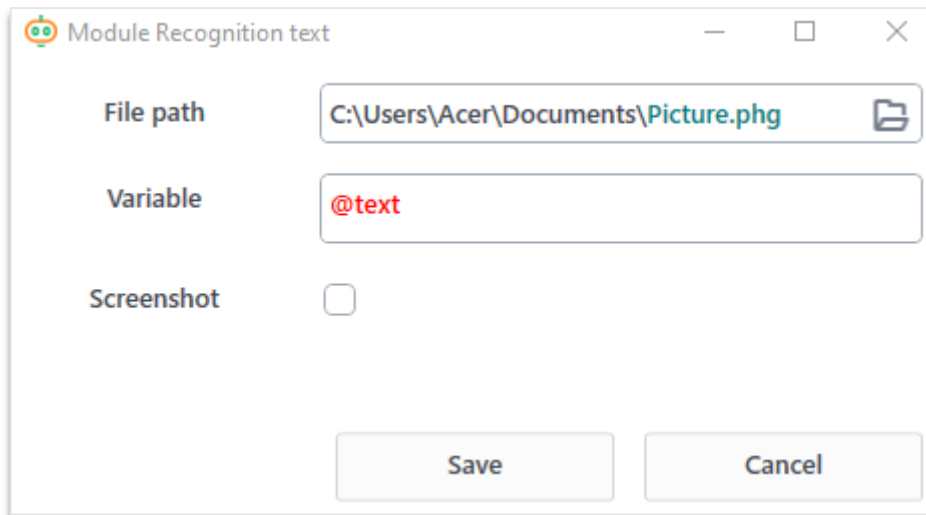 Module Recognition text
File path
C:\Users\Acer\Documents\Picture.phg
Variable
@text
Screenshot
Save
Cancel